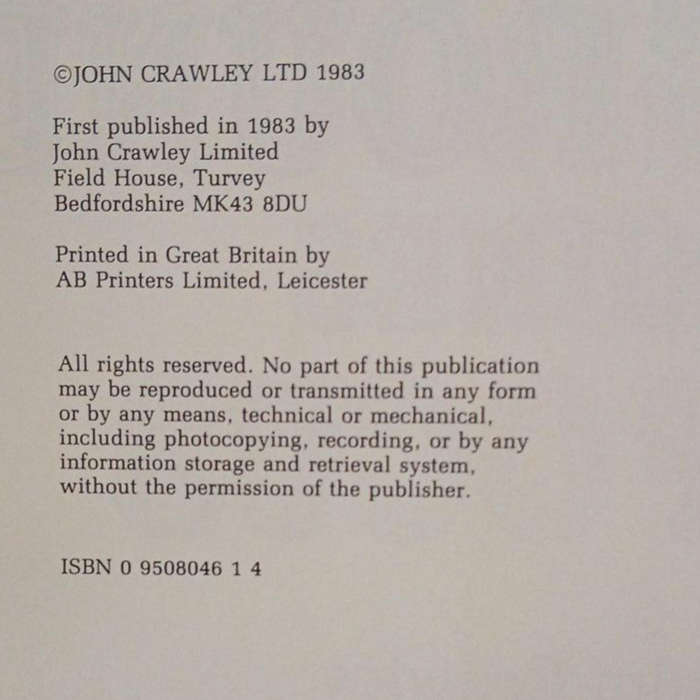 ©JOHN CRAWLEY LTD 1983
First published in 1983 by
John Crawley Limited
Field House, Turvey
Bedfordshire MK43 8DU
Printed in Great Britain by
AB Printers Limited, Leicester
All rights reserved. No part of this publication
may be reproduced or transmitted in any form
or by any means, technical or mechanical,
including photocopying, recording, or by any
information storage and retrieval system,
without the permission of the publisher.
ISBN 0 9508046 1 4